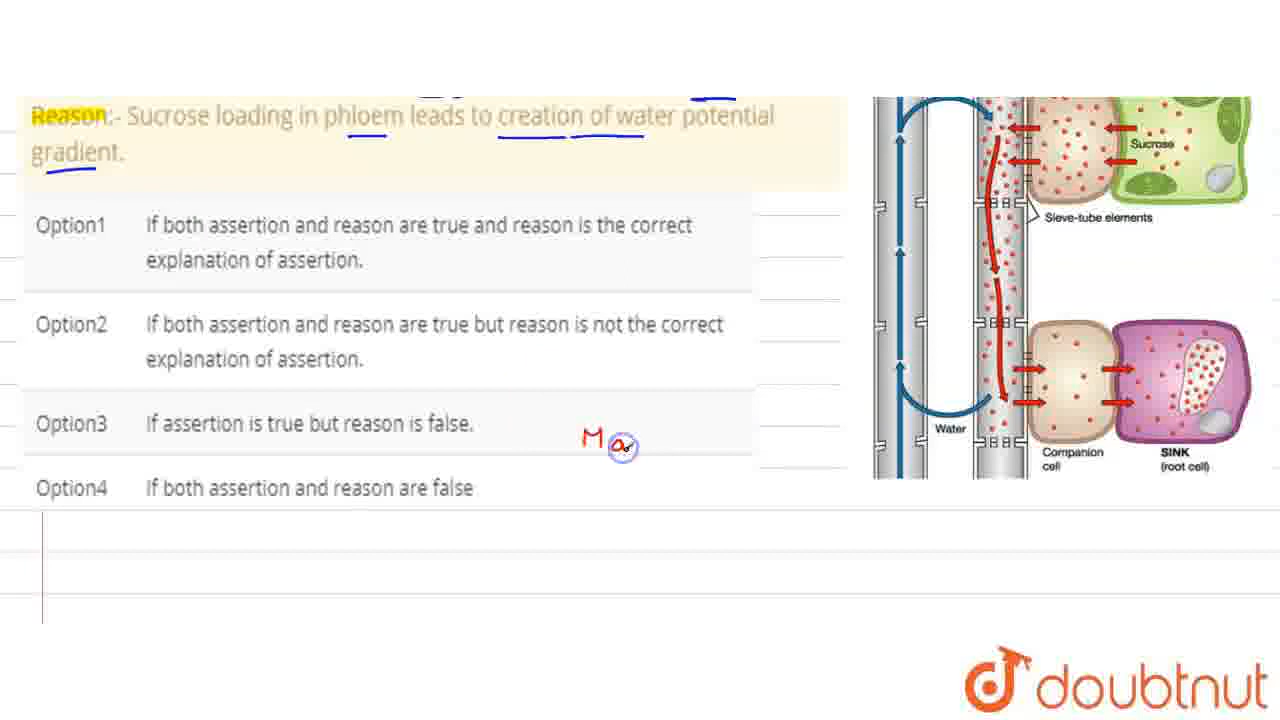 Reason:- Sucrose loading in phloem leads to creation of water potential
gradient.
Option1 If both assertion and reason are true and reason is the correct
explanation of assertion.
Option2 If both assertion and reason are true but reason is not the correct
explanation of assertion.
Option3 If assertion is true but reason is false.
Option4 If both assertion and reason are false
Ma
Sucrose
Sieve-tube elements
Water
Companion
cell
SINK
(root cell)
doubtnut